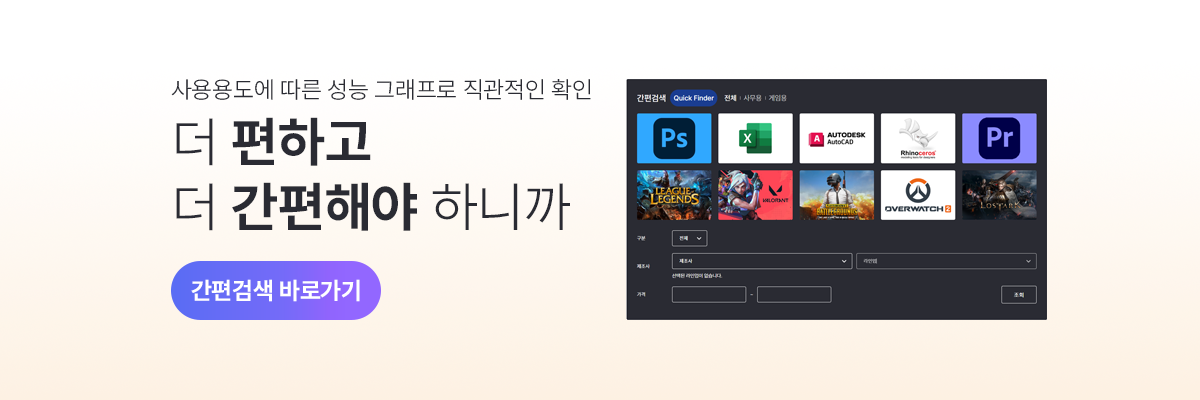 사용용도에 따른 성능 그래프로 직관적인 확인
더 편하고
더 간편해야 하니까
간편검색 바로가기
간편검색 Quick Finder 전체 사무용 게임용
Ps
X
A AUTODESK AutoCAD
Rhinoceros
Pr
LEAGUE OF LEGENDS
VALORANT
BATTLEGROUNDS
OVERWATCH 2
LOST ARK
구분 전체
제조사 제조사 라인업
선택된 라인업이 없습니다.
가격 ~ 조회